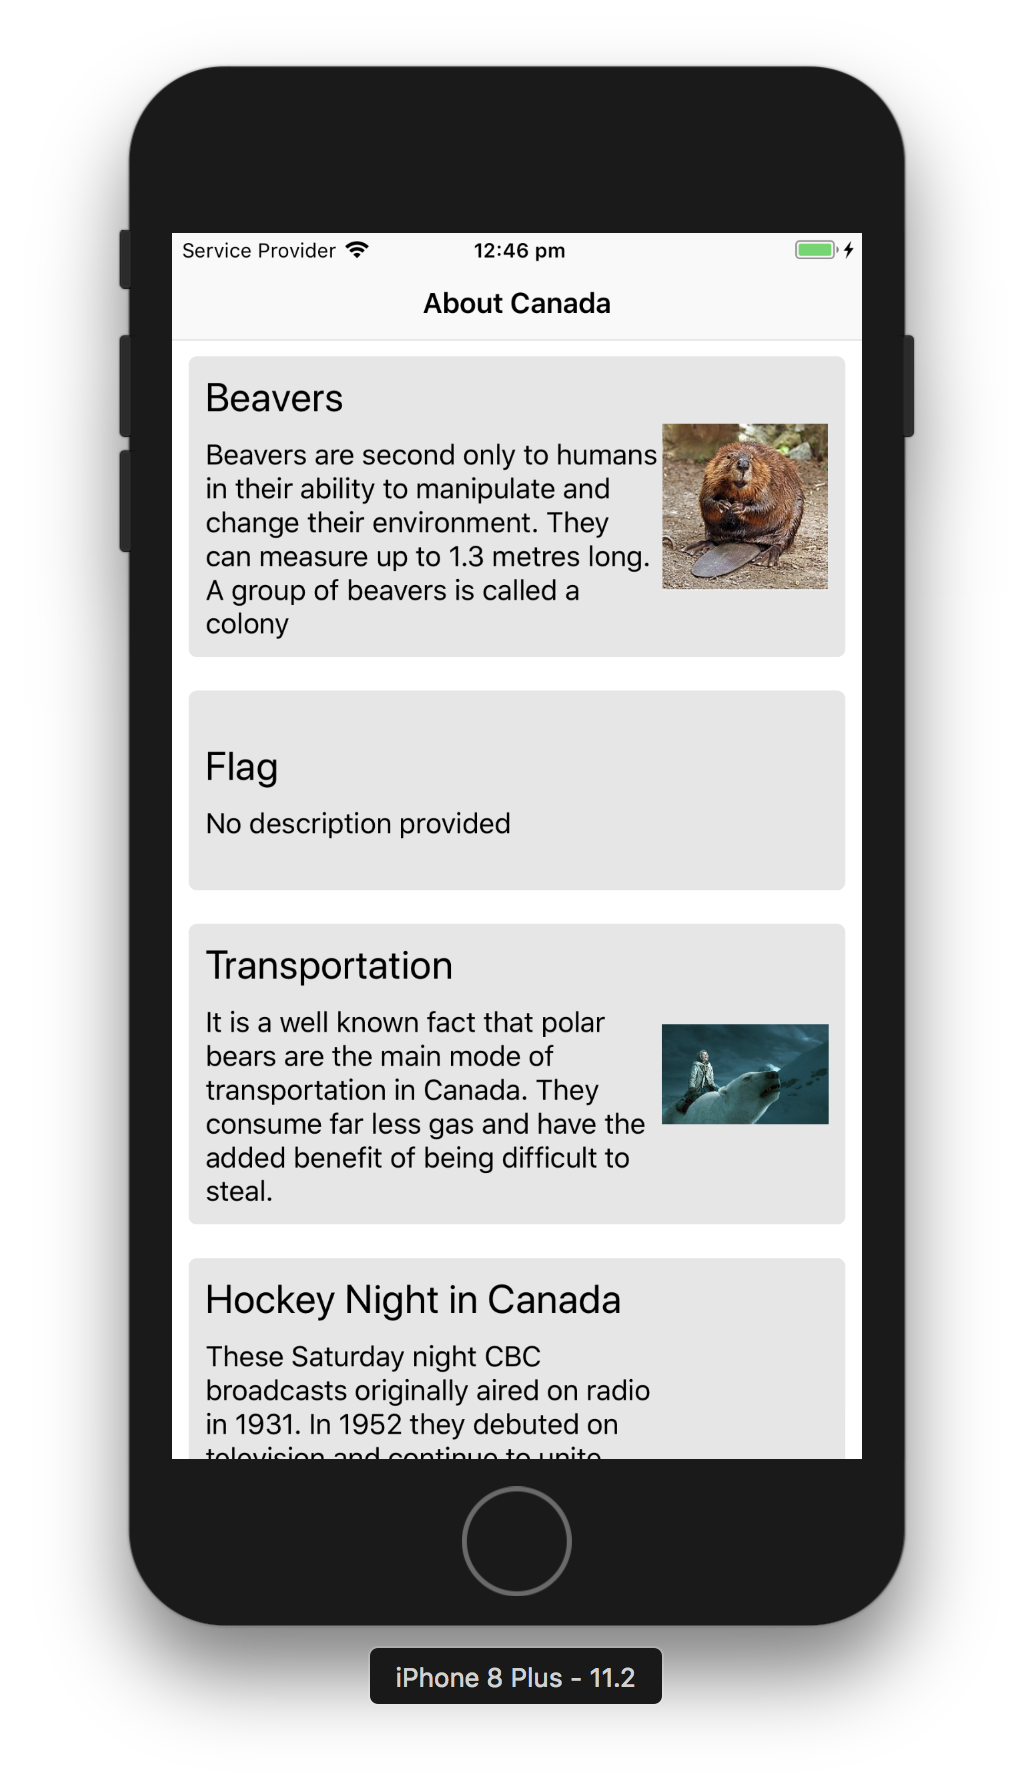 Service Provider
12:46 pm
About Canada
Beavers
Beavers are second only to humans
in their ability to manipulate and
change their environment. They
can measure up to 1.3 metres long.
A group of beavers is called a
colony
Flag
No description provided
Transportation
It is a well known fact that polar
bears are the main mode of
transportation in Canada. They
consume far less gas and have the
added benefit of being difficult to
steal.
Hockey Night in Canada
These Saturday night CBC
broadcasts originally aired on radio
in 1931. In 1952 they debuted on
television and continue to unite
iPhone 8 Plus - 11.2